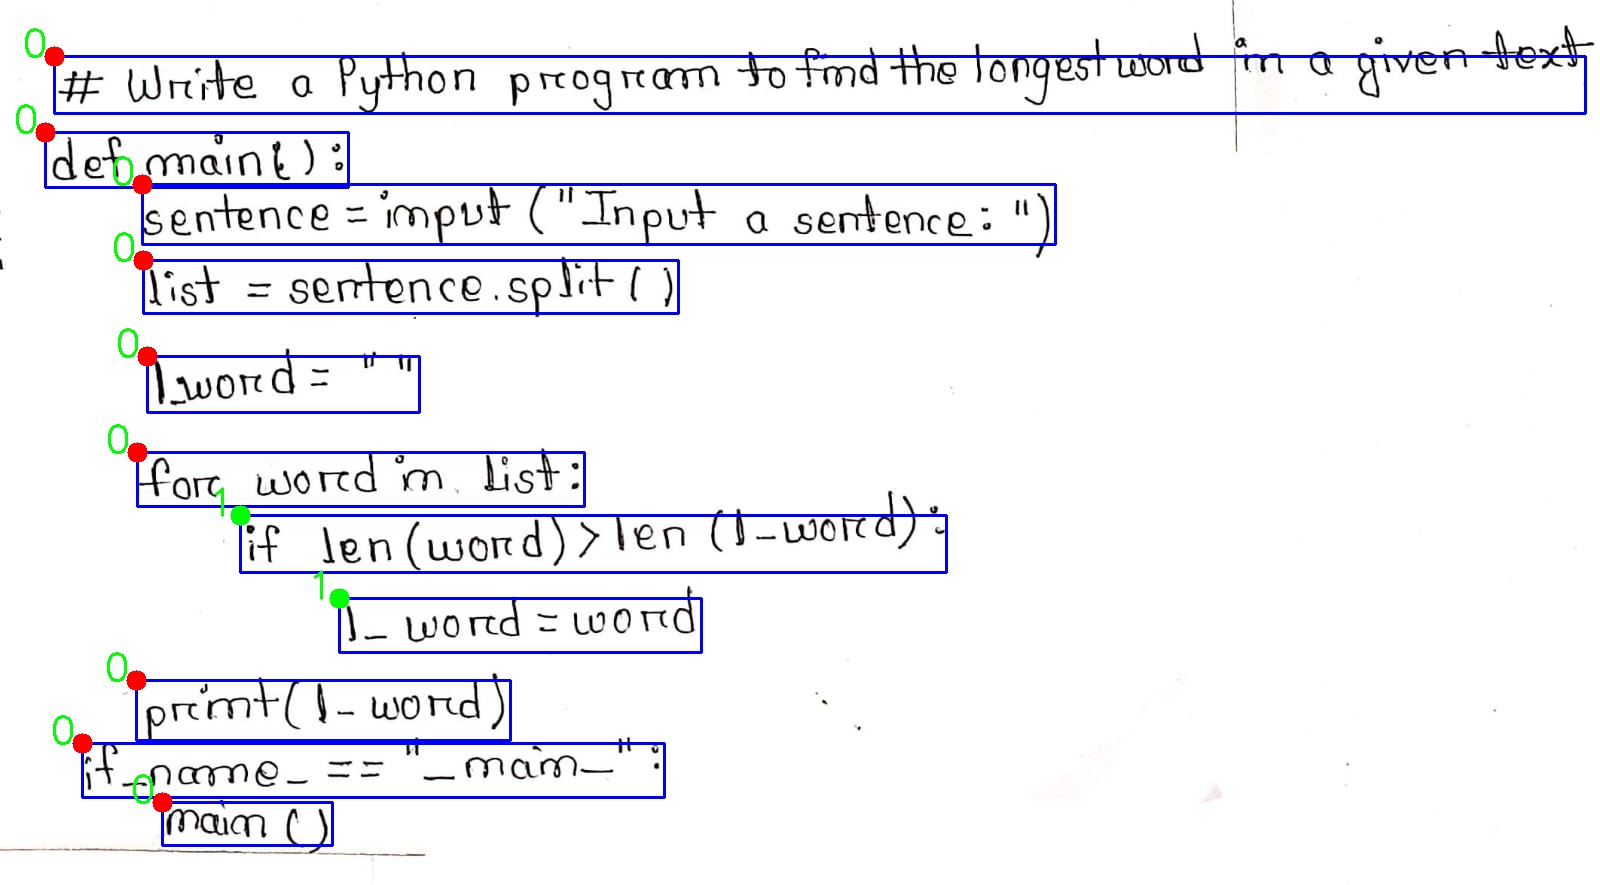 # Write a Python program to find the longest word in a given text
def main():
sentence = input ("Input a sentence: ")
list = sentence.split()
l_word = " "
for word in list:
if len(word) > len (l_word):
l_word = word
print(l_word)
if _name_ == "_main_":
main ()
0
0
0
0
0
0
1
1
0
0
0